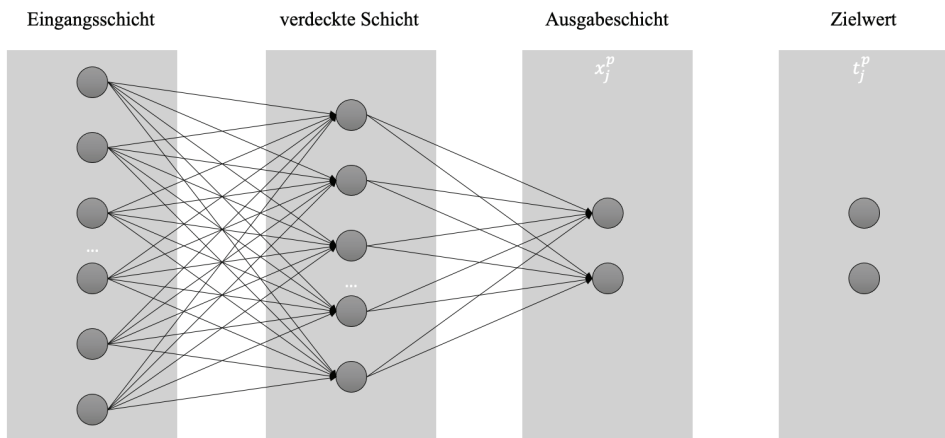 Eingangsschicht
verdeckte Schicht
Ausgabeschicht
Zielwert
x_j^p
t_j^p
...
...